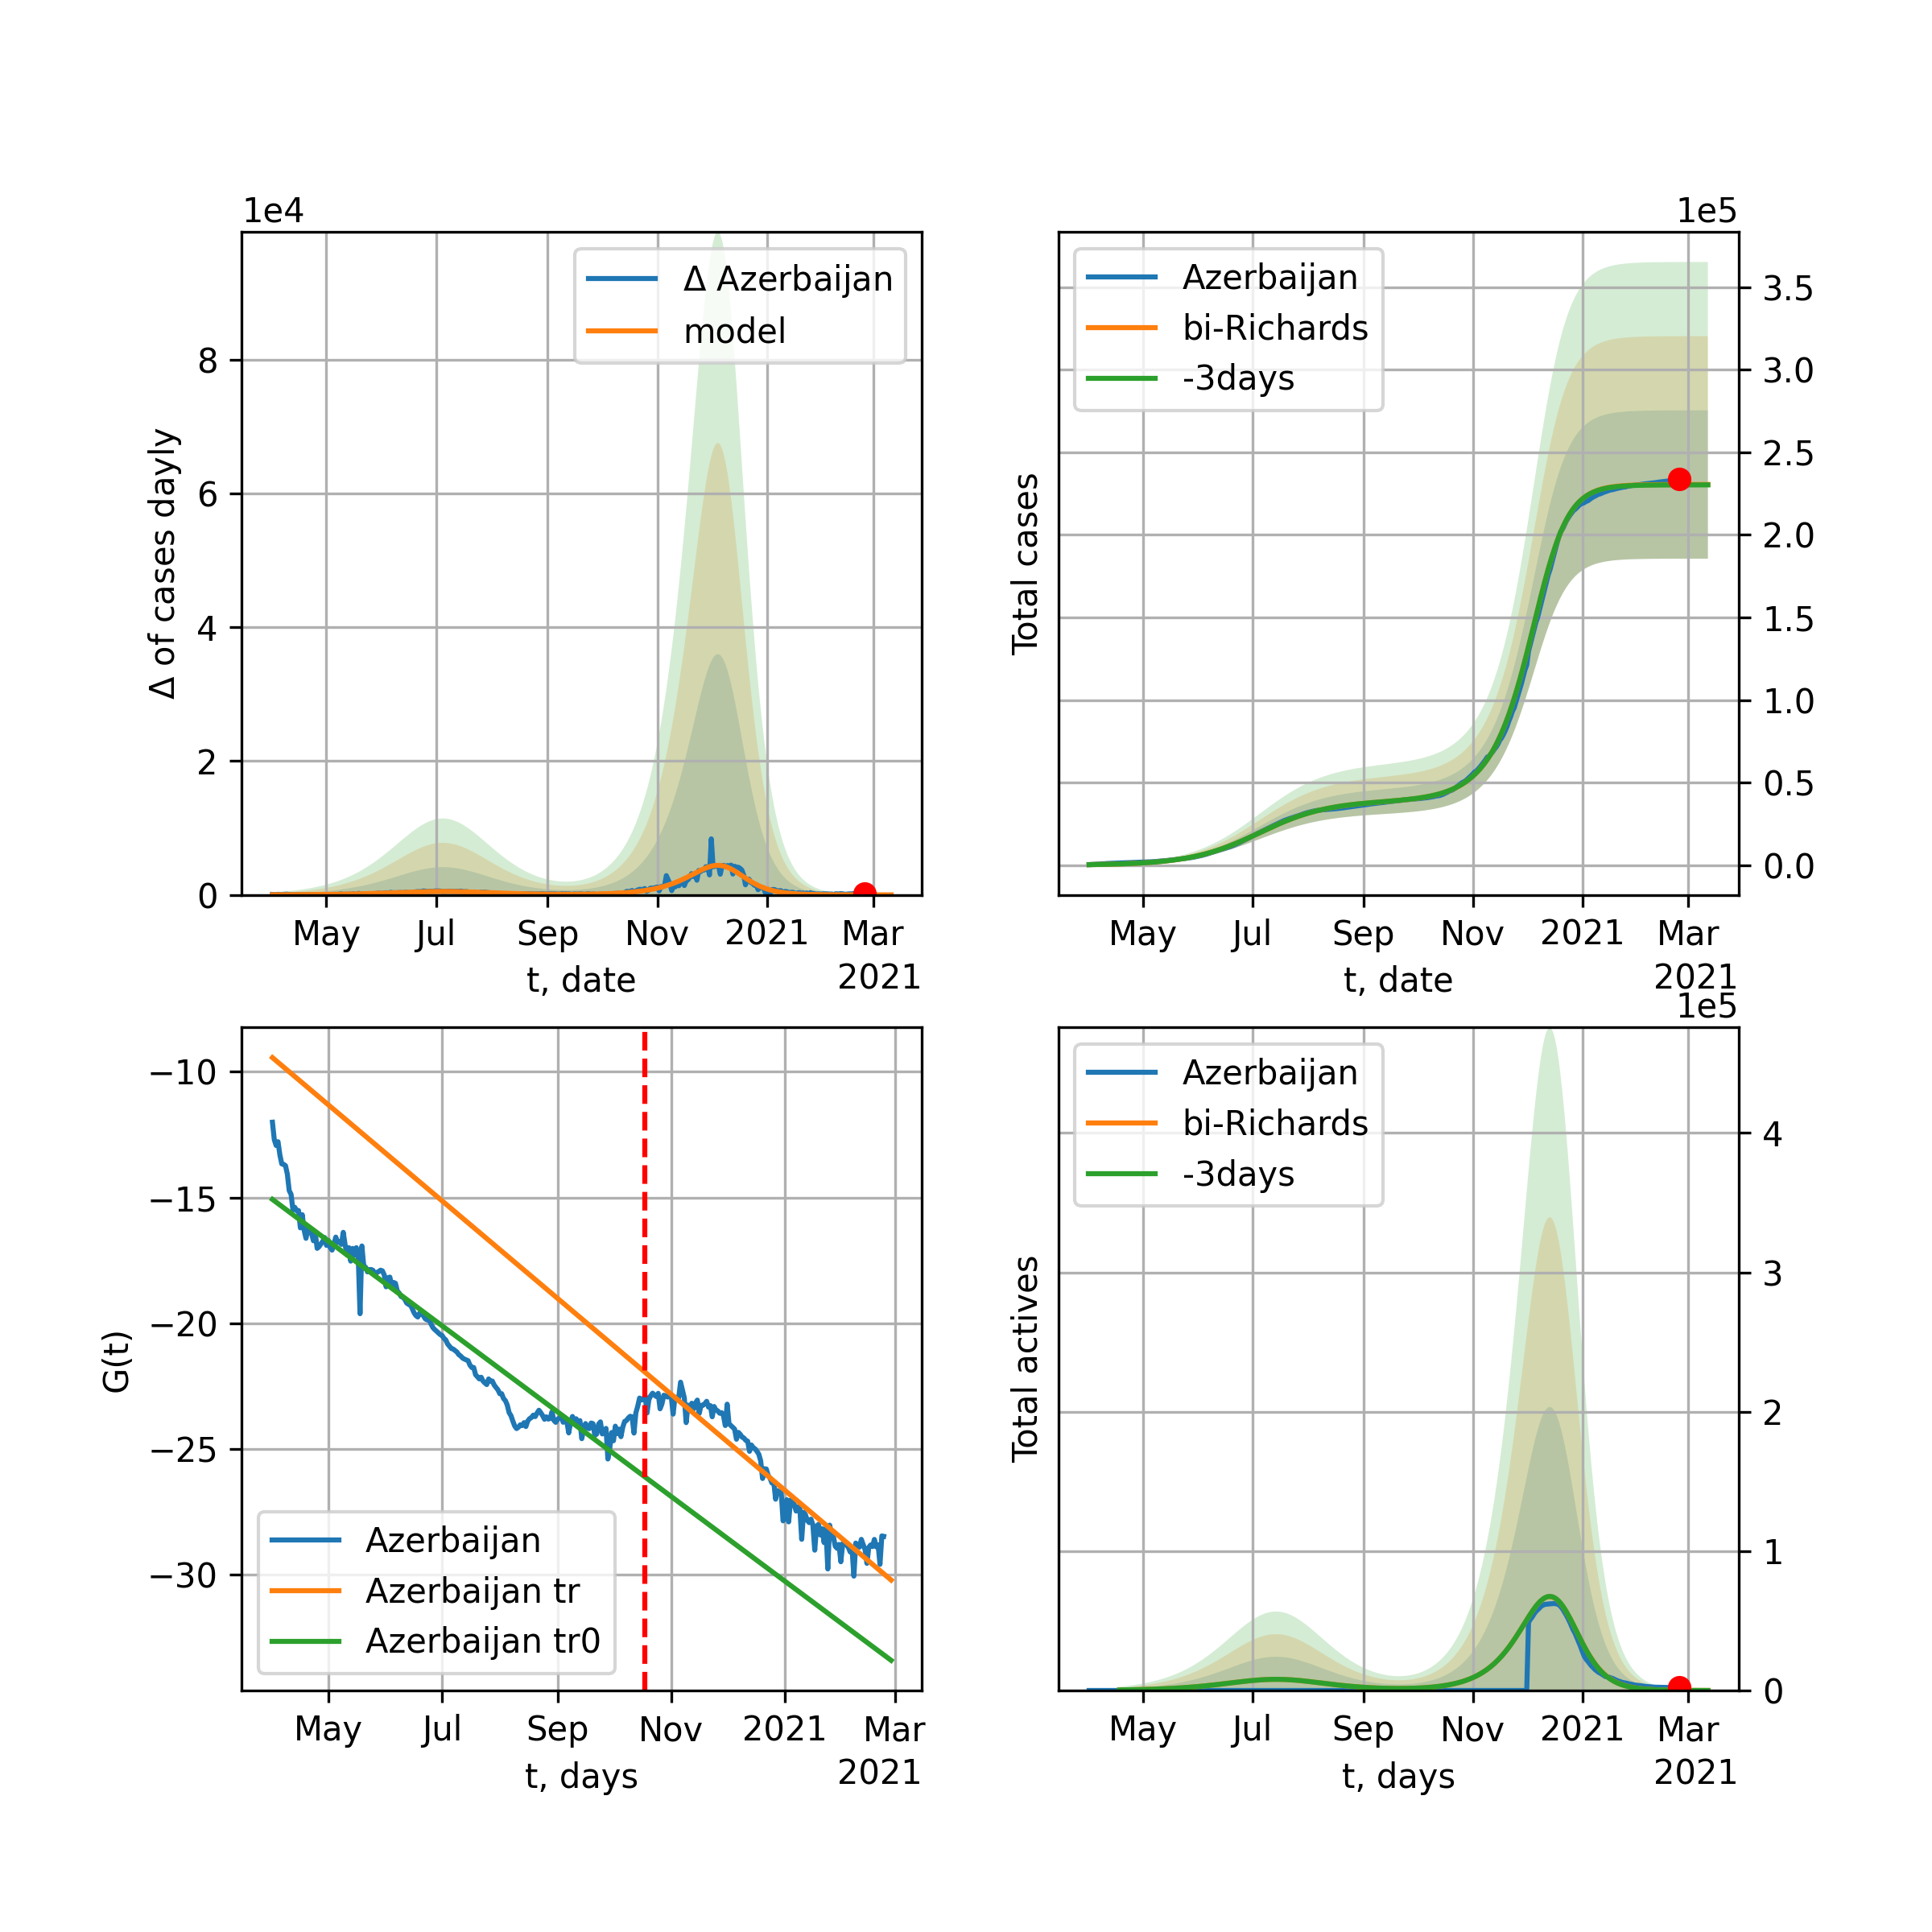 1e4
Δ of cases dayly
8
6
4
2
0
Δ Azerbaijan
model
May Jul Sep Nov 2021 Mar
t, date 2021
1e5
Total cases
Azerbaijan
bi-Richards
-3days
3.5
3.0
2.5
2.0
1.5
1.0
0.5
0.0
May Jul Sep Nov 2021 Mar
t, date 2021
G(t)
−10
−15
−20
−25
−30
Azerbaijan
Azerbaijan tr
Azerbaijan tr0
May Jul Sep Nov 2021 Mar
t, days 2021
1e5
Total actives
Azerbaijan
bi-Richards
-3days
4
3
2
1
0
May Jul Sep Nov 2021 Mar
t, days 2021